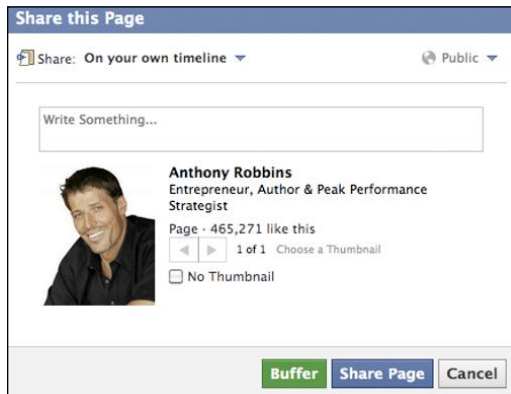 Share this Page
Share: On your own timeline
Public
Write Something...
Anthony Robbins
Entrepreneur, Author & Peak Performance
Strategist
Page · 465,271 like this
1 of 1 Choose a Thumbnail
No Thumbnail
Buffer Share Page Cancel